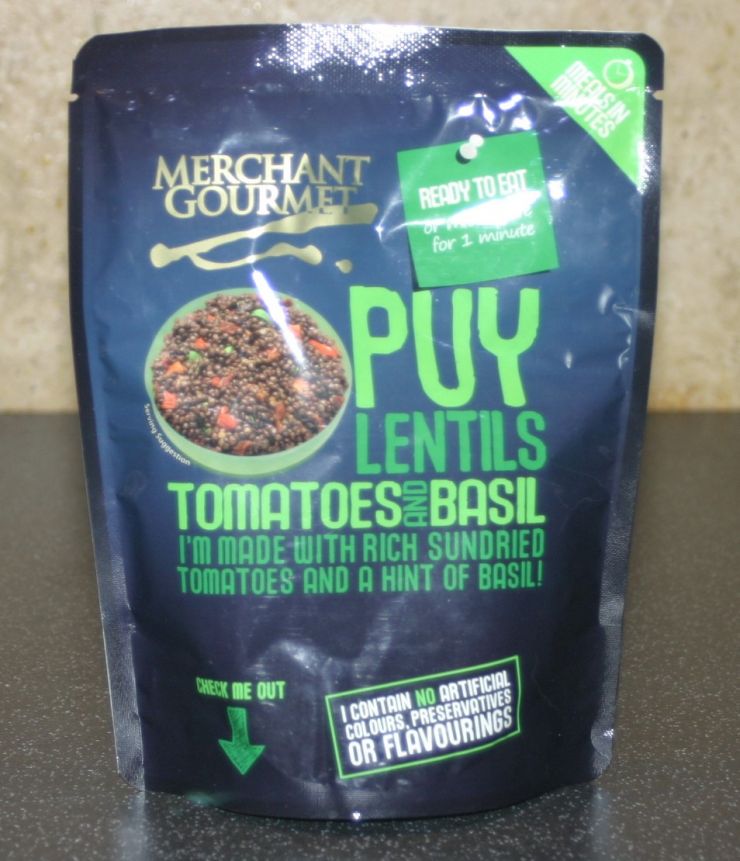 MEALS IN
MINUTES
MERCHANT
GOURMET
READY TO EAT
or
for 1 minute
PUY
LENTILS
Serving Suggestion
TOMATOES AND BASIL
I'M MADE WITH RICH SUNDRIED
TOMATOES AND A HINT OF BASIL!
CHECK ME OUT
I CONTAIN NO ARTIFICIAL
COLOURS, PRESERVATIVES
OR FLAVOURINGS